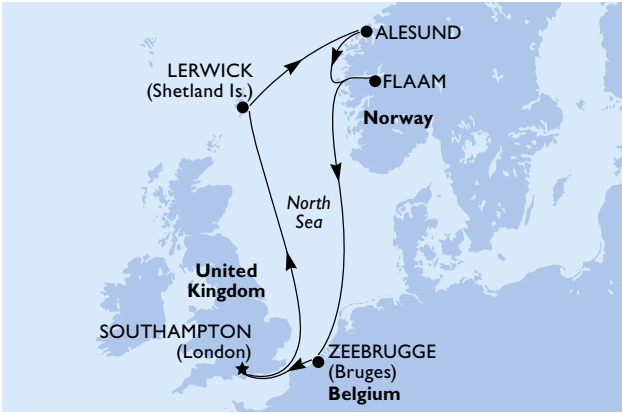 ALESUND
LERWICK
(Shetland Is.)
FLAAM
Norway
North
Sea
United
Kingdom
SOUTHAMPTON
(London)
ZEEBRUGGE
(Bruges)
Belgium